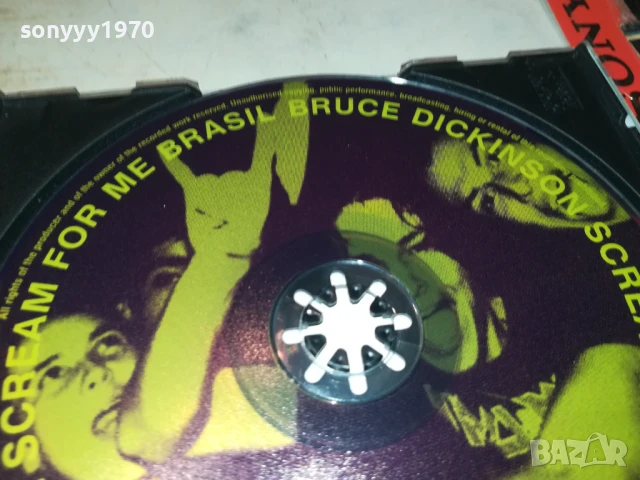 sonyyy1970
All rights of the producer and of the owner of the recorded work reserved. Unauthorised copying, public performance, broadcasting, hiring or rental of this
SCREAM FOR ME BRASIL BRUCE DICKINSON SCREA
BAZAR